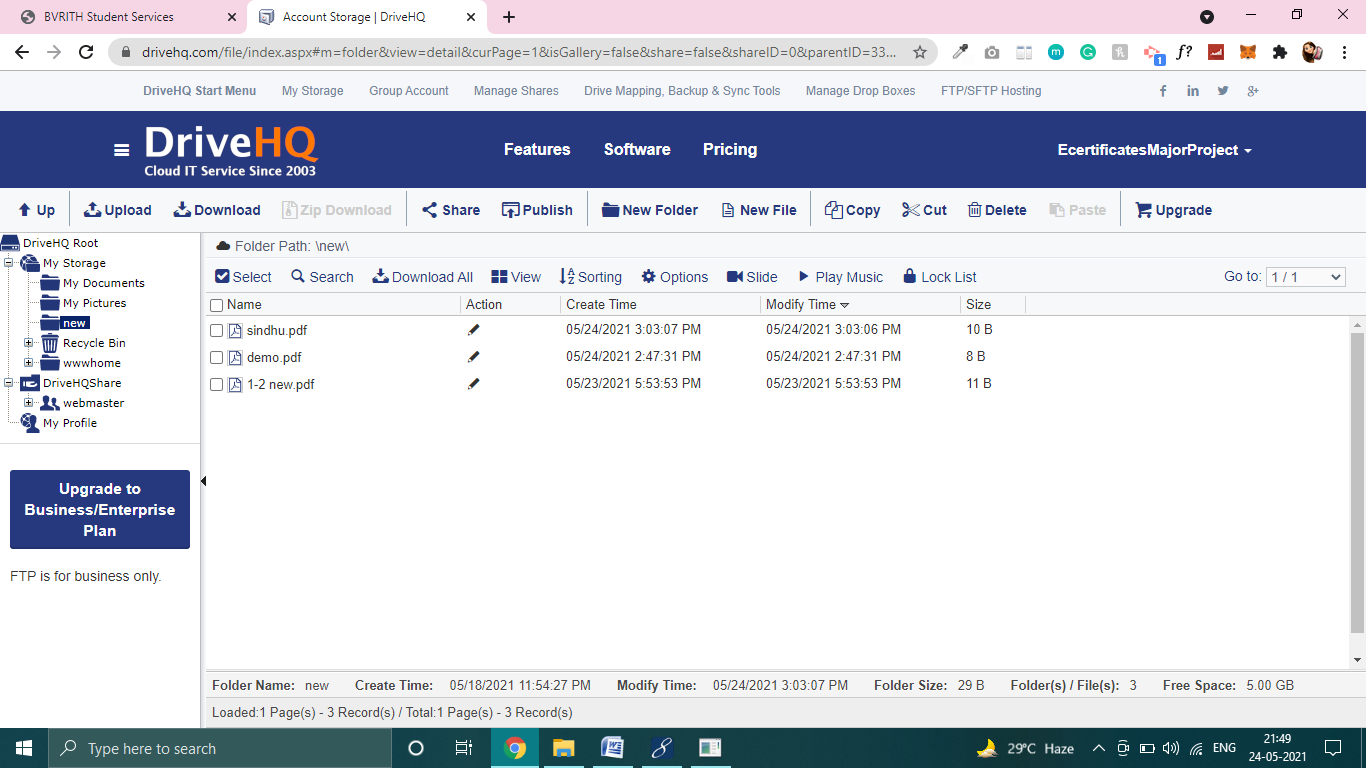 BVRITH Student Services
Account Storage | DriveHQ
drivehq.com/file/index.aspx#m=folder&view=detail&curPage=1&isGallery=false&share=false&shareID=0&parentID=33...
m
G
1
f?
DriveHQ Start Menu My Storage Group Account Manage Shares Drive Mapping, Backup & Sync Tools Manage Drop Boxes FTP/SFTP Hosting
DriveHQ
Cloud IT Service Since 2003
Features Software Pricing
EcertificatesMajorProject
Up Upload Download Zip Download Share Publish New Folder New File Copy Cut Delete Paste Upgrade
DriveHQ Root
My Storage
My Documents
My Pictures
new
Recycle Bin
wwwhome
DriveHQShare
webmaster
My Profile
Upgrade to
Business/Enterprise
Plan
FTP is for business only.
Folder Path: \new\
Select Search Download All View Sorting Options Slide Play Music Lock List Go to: 1 / 1
Name Action Create Time Modify Time Size
sindhu.pdf 05/24/2021 3:03:07 PM 05/24/2021 3:03:06 PM 10 B
demo.pdf 05/24/2021 2:47:31 PM 05/24/2021 2:47:31 PM 8 B
1-2 new.pdf 05/23/2021 5:53:53 PM 05/23/2021 5:53:53 PM 11 B
Folder Name: new Create Time: 05/18/2021 11:54:27 PM Modify Time: 05/24/2021 3:03:07 PM Folder Size: 29 B Folder(s) / File(s): 3 Free Space: 5.00 GB
Loaded:1 Page(s) - 3 Record(s) / Total:1 Page(s) - 3 Record(s)
Type here to search
29°C Haze
ENG
21:49
24-05-2021